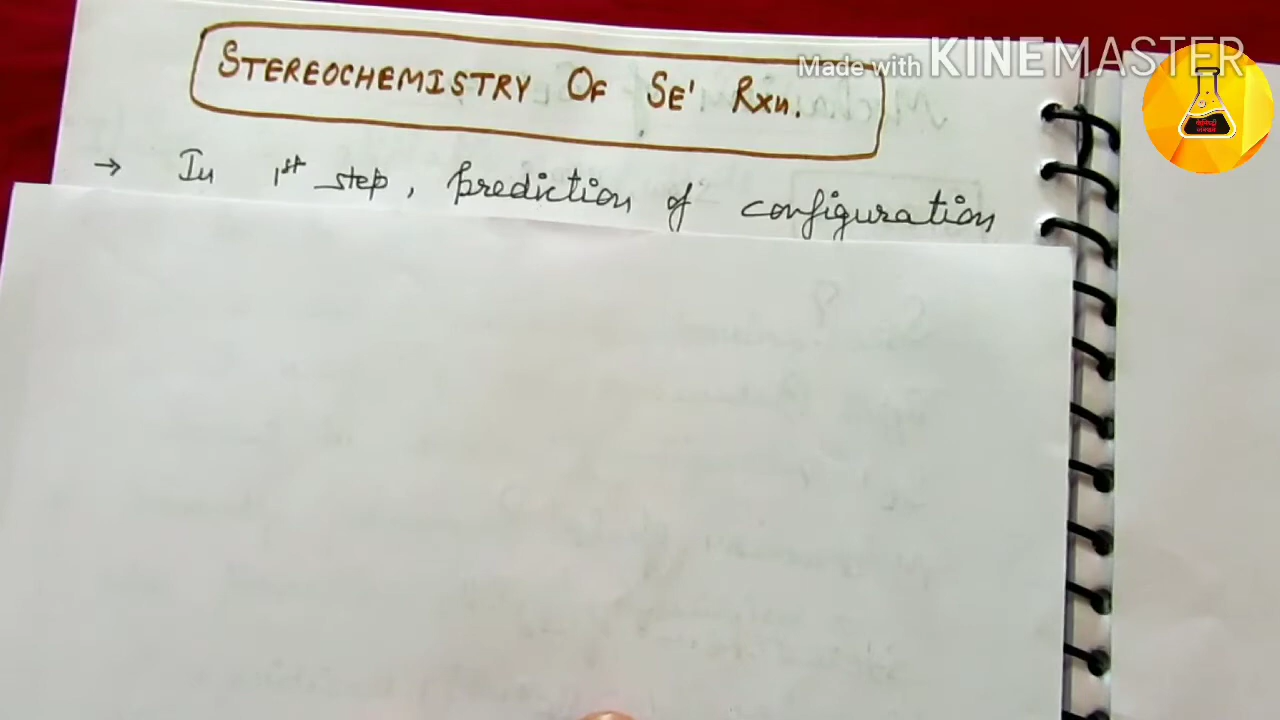 Made with KINEMASTER
STEREOCHEMISTRY OF SE' Rxn.
→ In 1st step, prediction of configuration